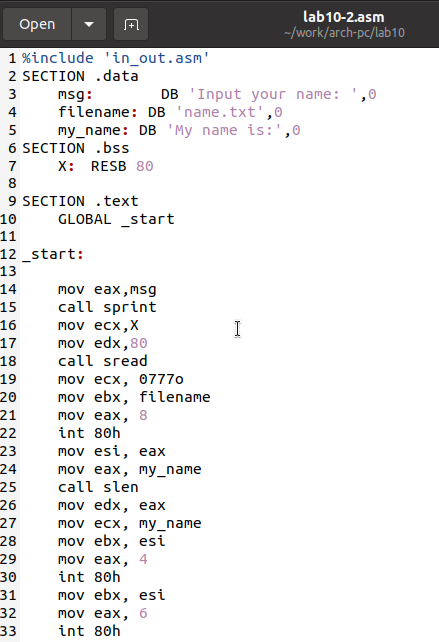 Open
lab10-2.asm
~/work/arch-pc/lab10
1 %include 'in_out.asm'
2 SECTION .data
3     msg:        DB 'Input your name: ',0
4     filename: DB 'name.txt',0
5     my_name: DB 'My name is:',0
6 SECTION .bss
7     X:  RESB 80
8
9 SECTION .text
10     GLOBAL _start
11
12 _start:
13
14     mov eax,msg
15     call sprint
16     mov ecx,X
17     mov edx,80
18     call sread
19     mov ecx, 0777o
20     mov ebx, filename
21     mov eax, 8
22     int 80h
23     mov esi, eax
24     mov eax, my_name
25     call slen
26     mov edx, eax
27     mov ecx, my_name
28     mov ebx, esi
29     mov eax, 4
30     int 80h
31     mov ebx, esi
32     mov eax, 6
33     int 80h